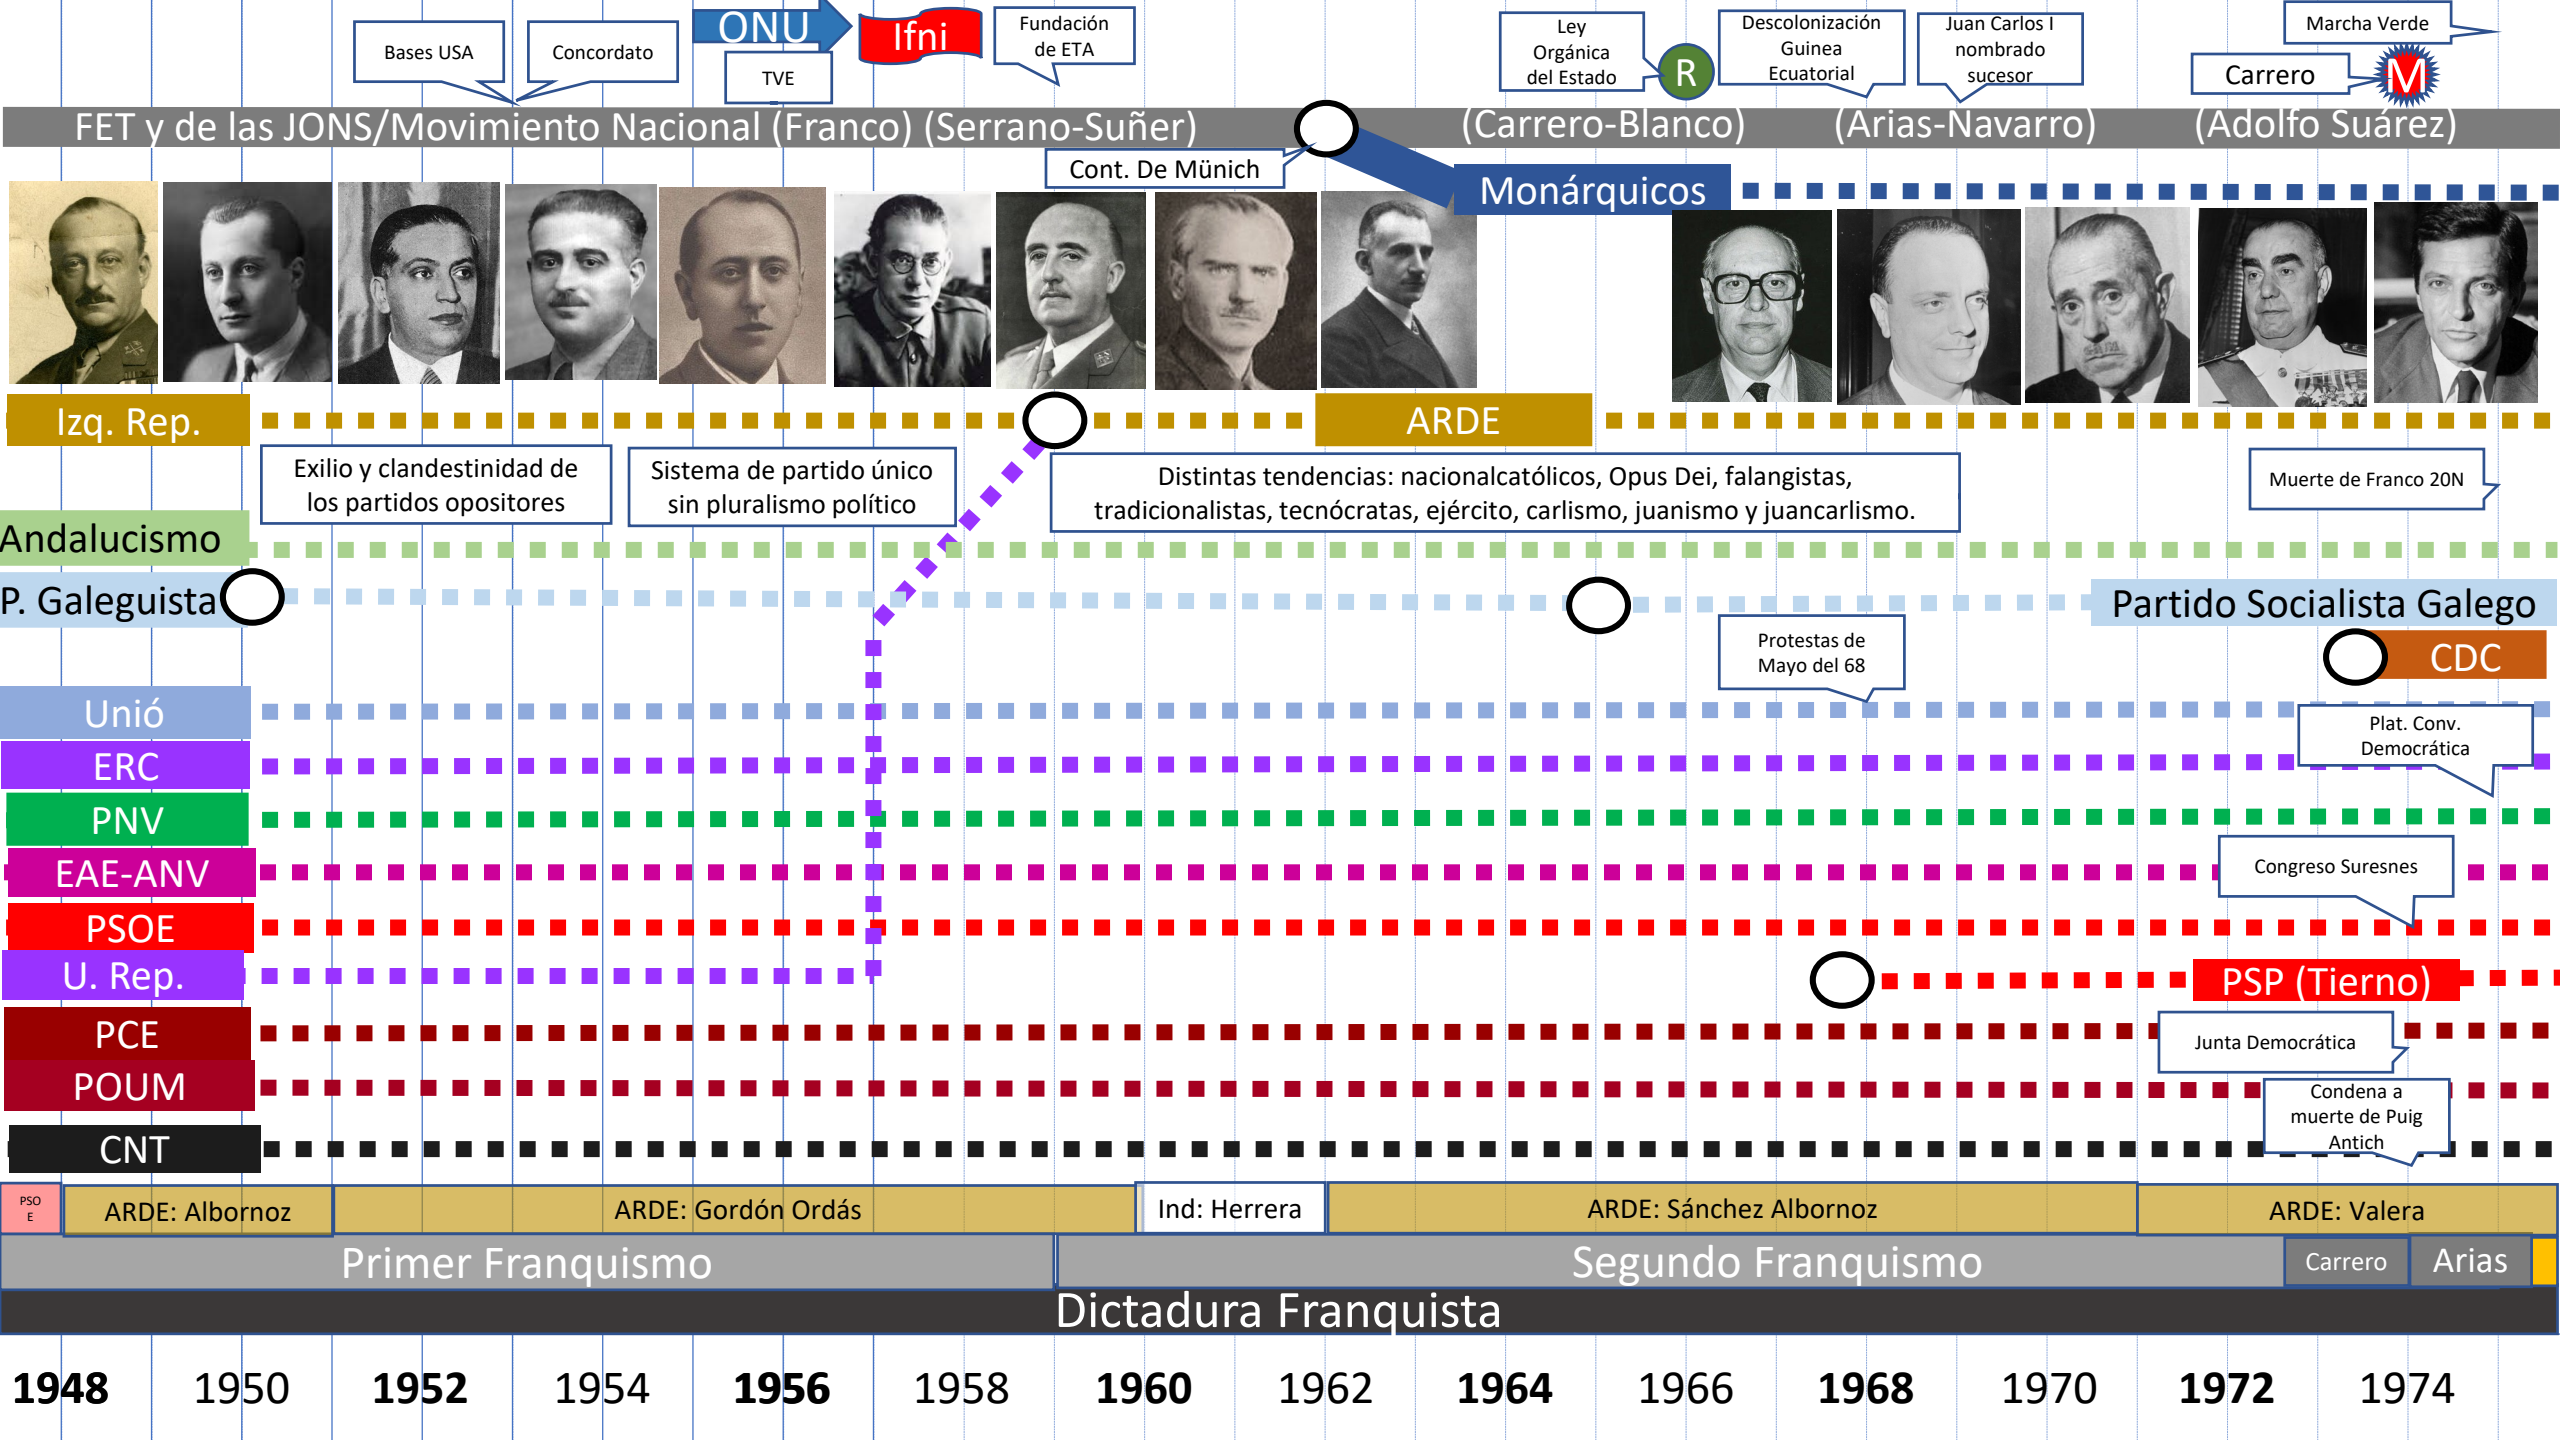 ONU
Ifni
Bases USA
Concordato
TVE
Fundación
de ETA
Ley
Orgánica
del Estado
R
Descolonización
Guinea
Ecuatorial
Juan Carlos I
nombrado
sucesor
Marcha Verde
Carrero
M
FET y de las JONS/Movimiento Nacional (Franco) (Serrano-Suñer)
(Carrero-Blanco)
(Arias-Navarro)
(Adolfo Suárez)
Cont. De Münich
Monárquicos
Izq. Rep.
ARDE
Exilio y clandestinidad de
los partidos opositores
Sistema de partido único
sin pluralismo político
Distintas tendencias: nacionalcatólicos, Opus Dei, falangistas,
tradicionalistas, tecnócratas, ejército, carlismo, juanismo y juancarlismo.
Muerte de Franco 20N
Andalucismo
P. Galeguista
Partido Socialista Galego
Protestas de
Mayo del 68
CDC
Unió
Plat. Conv.
Democrática
ERC
PNV
EAE-ANV
Congreso Suresnes
PSOE
U. Rep.
PSP (Tierno)
PCE
Junta Democrática
POUM
Condena a
muerte de Puig
Antich
CNT
PSO
E
ARDE: Albornoz
ARDE: Gordón Ordás
Ind: Herrera
ARDE: Sánchez Albornoz
ARDE: Valera
Primer Franquismo
Segundo Franquismo
Carrero
Arias
Dictadura Franquista
1948 1950 1952 1954 1956 1958 1960 1962 1964 1966 1968 1970 1972 1974